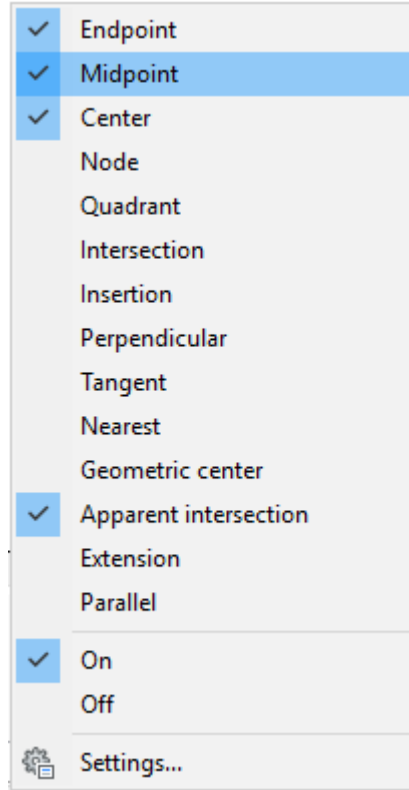 Endpoint
Midpoint
Center
Node
Quadrant
Intersection
Insertion
Perpendicular
Tangent
Nearest
Geometric center
Apparent intersection
Extension
Parallel
On
Off
Settings...